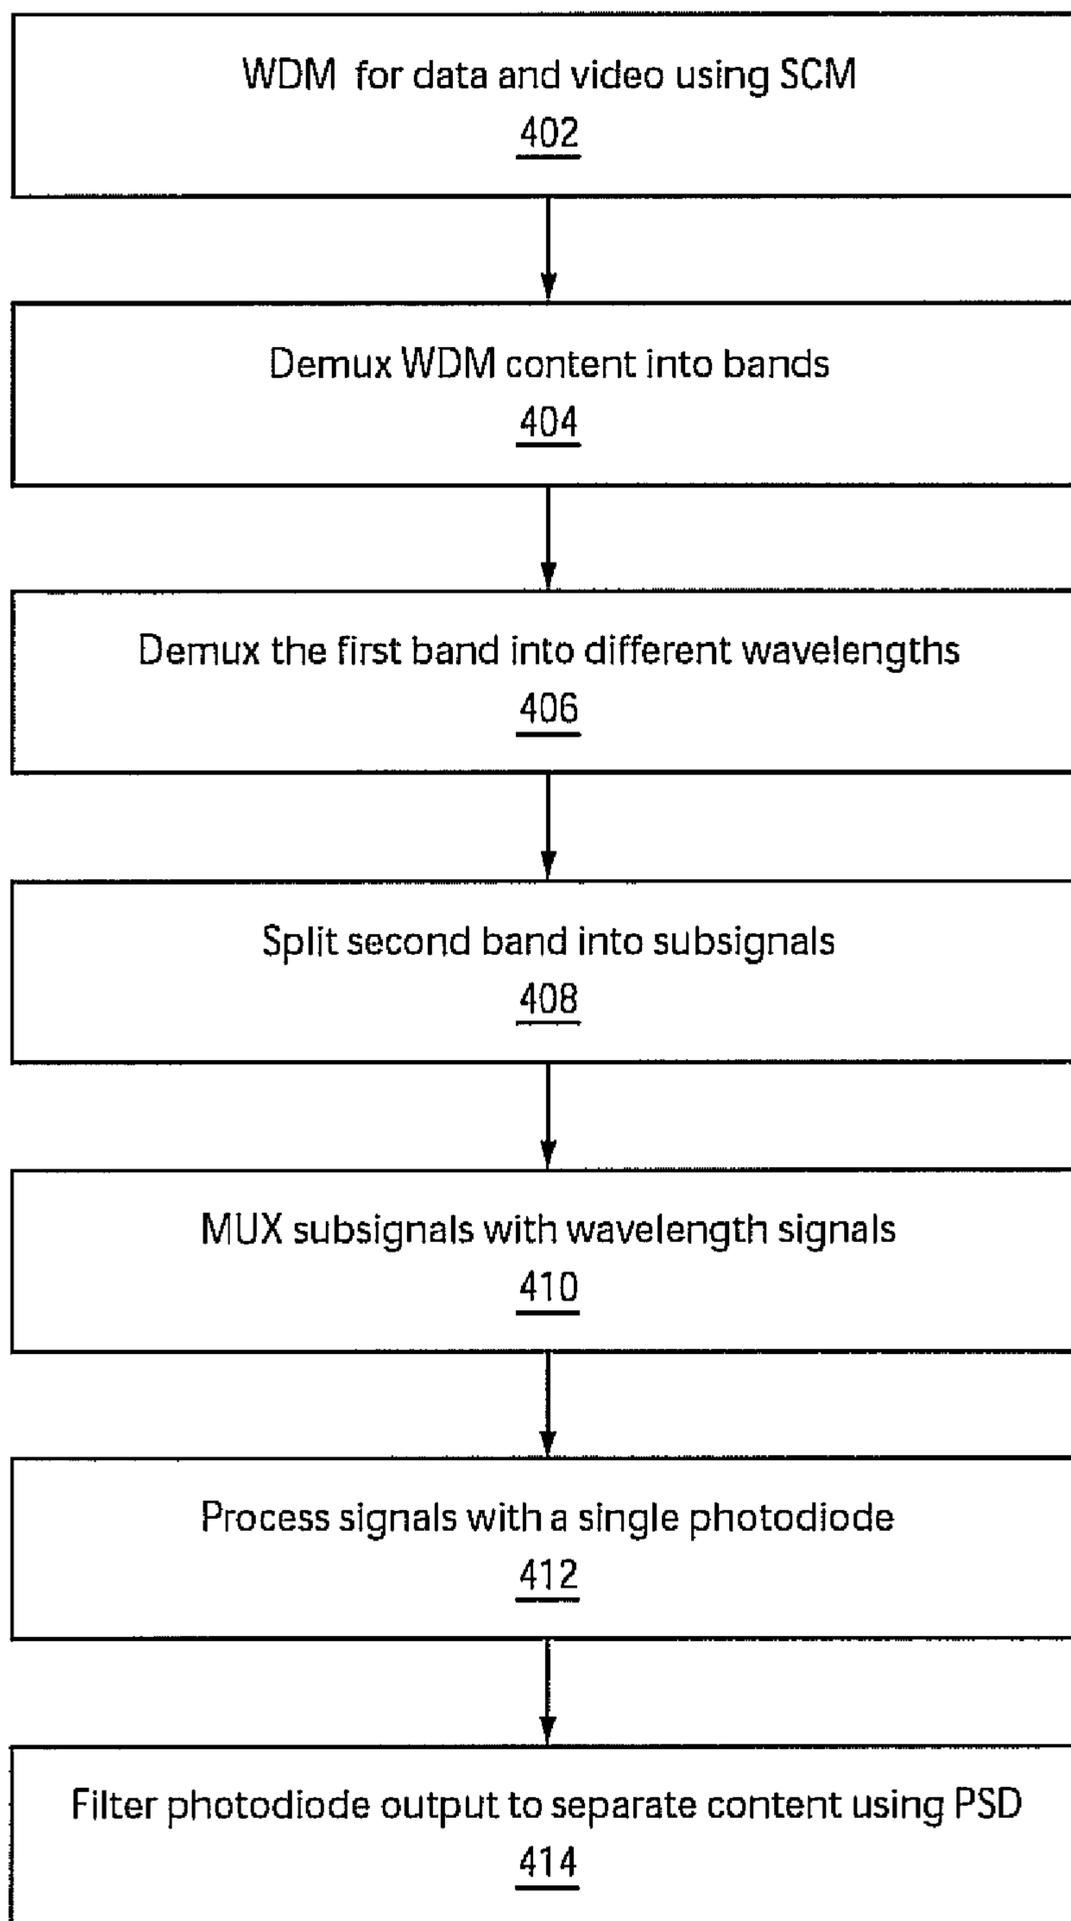 WDM for data and video using SCM
402
Demux WDM content into bands
404
Demux the first band into different wavelengths
406
Split second band into subsignals
408
MUX subsignals with wavelength signals
410
Process signals with a single photodiode
412
Filter photodiode output to separate content using PSD
414